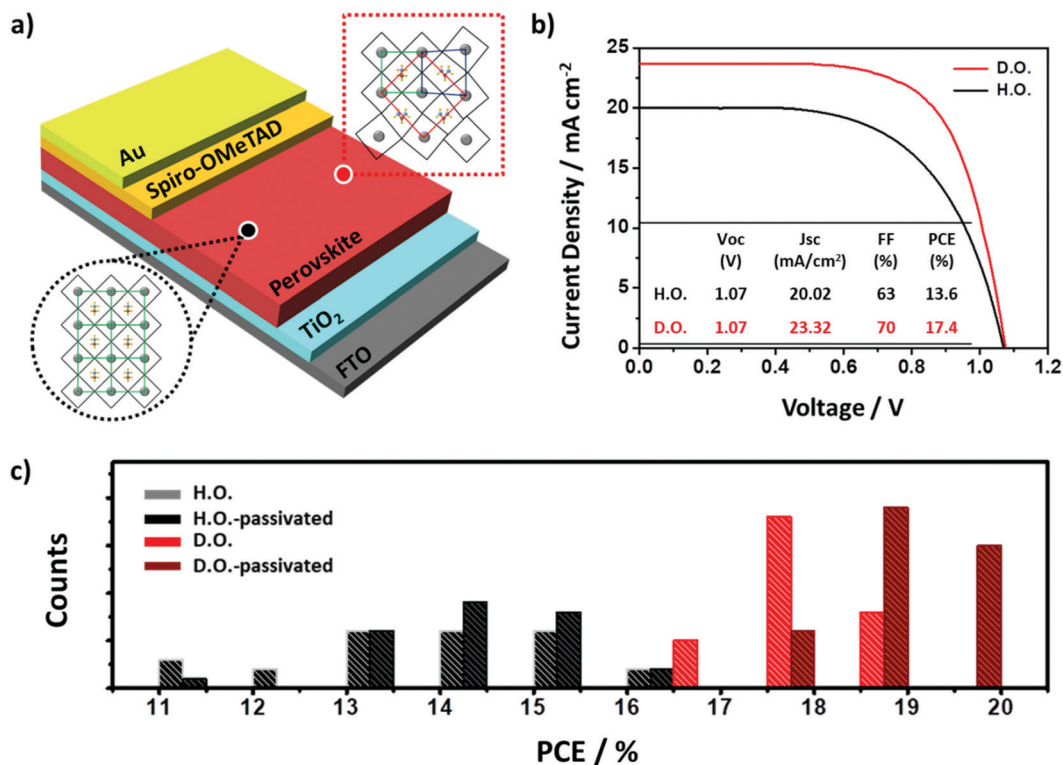 a)
Au
Spiro-OMeTAD
Perovskite
TiO₂
FTO
b)
Current Density / mA cm⁻²
25
20
15
10
5
0
D.O.
H.O.
Voc Jsc FF PCE
(V) (mA/cm²) (%) (%)
H.O. 1.07 20.02 63 13.6
D.O. 1.07 23.32 70 17.4
0.0 0.2 0.4 0.6 0.8 1.0 1.2
Voltage / V
c)
Counts
H.O.
H.O.-passivated
D.O.
D.O.-passivated
11 12 13 14 15 16 17 18 19 20
PCE / %